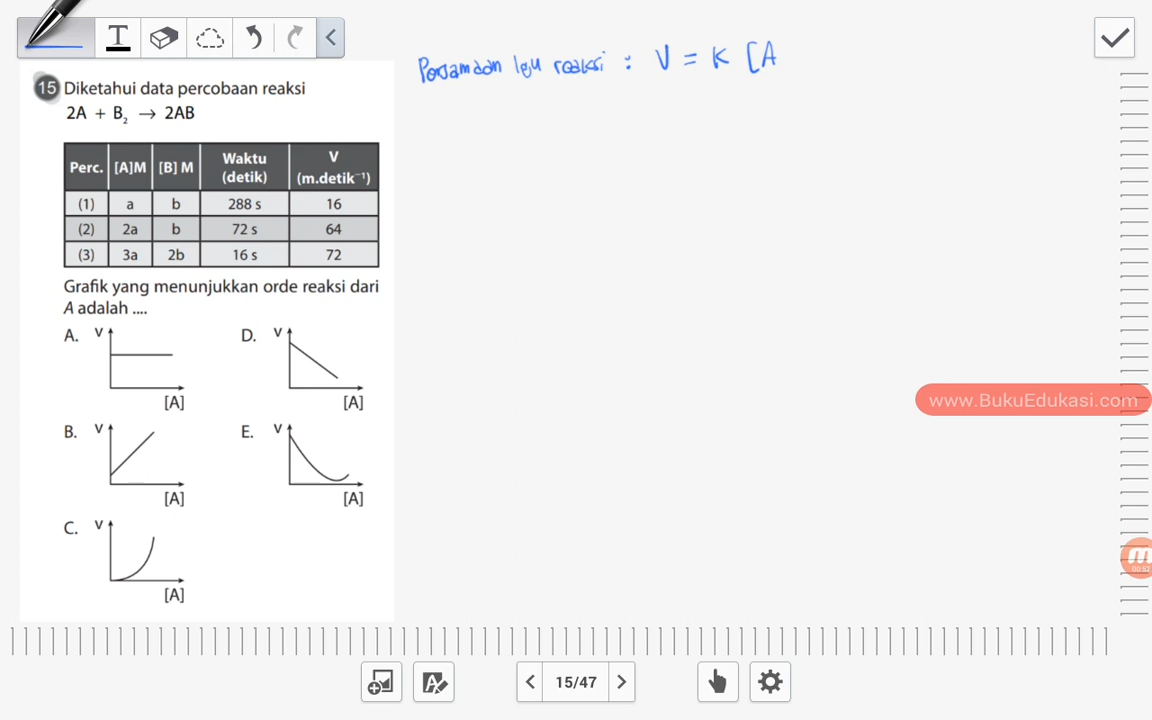 T
Persamaan laju reaksi : V = K [A
15 Diketahui data percobaan reaksi
2A + B₂ → 2AB
Perc. [A]M [B] M Waktu (detik) V (m.detik⁻¹)
(1) a b 288 s 16
(2) 2a b 72 s 64
(3) 3a 2b 16 s 72
Grafik yang menunjukkan orde reaksi dari
A adalah ....
A. V [A]
D. V [A]
B. V [A]
E. V [A]
C. V [A]
www.BukuEdukasi.com
m
00:52
A
15/47